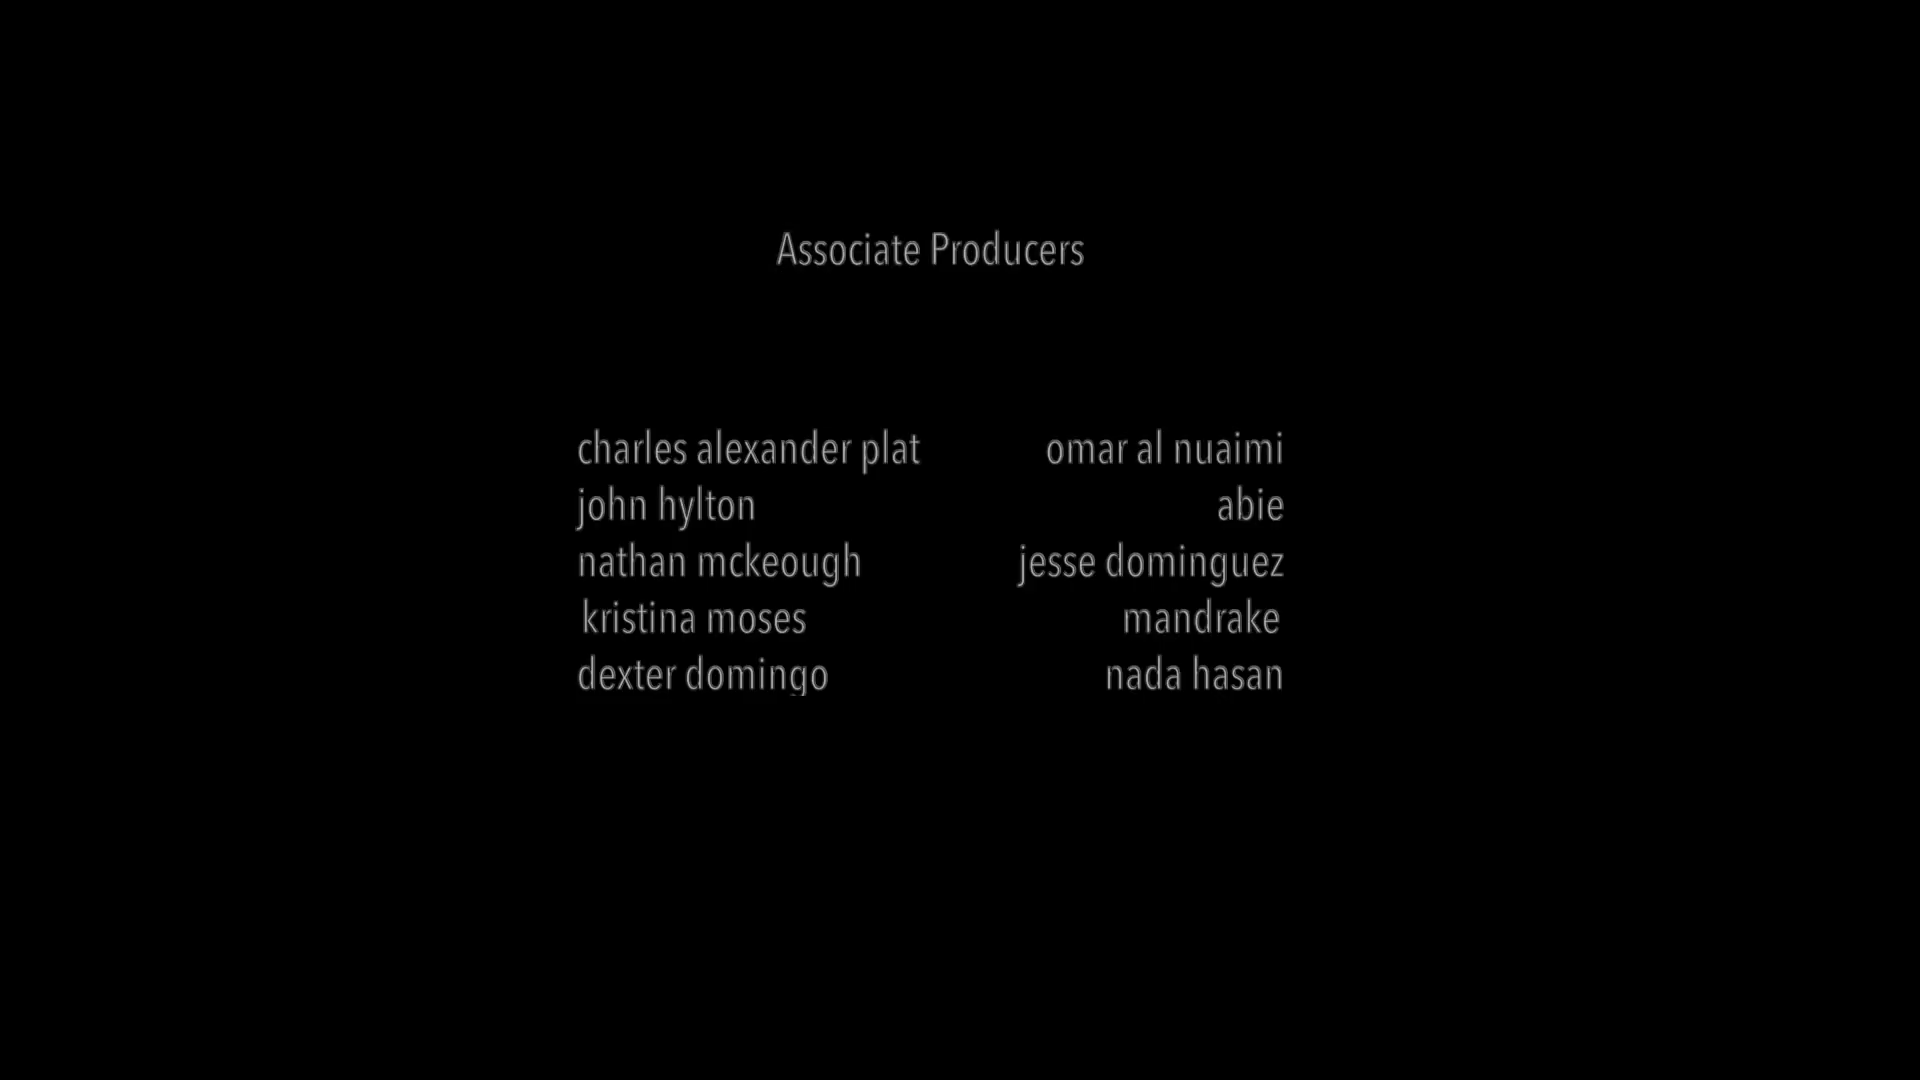 Associate Producers
charles alexander plat omar al nuaimi
john hylton abie
nathan mckeough jesse dominguez
kristina moses mandrake
dexter domingo nada hasan